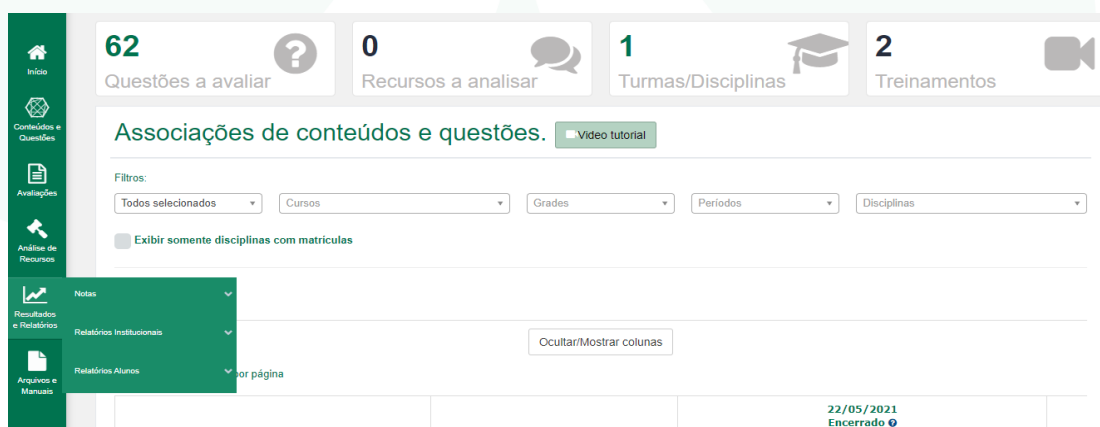 Início
Conteúdos e
Questões
Avaliações
Análise de
Recursos
Resultados
e Relatórios
Arquivos e
Manuais
62
Questões a avaliar
0
Recursos a analisar
1
Turmas/Disciplinas
2
Treinamentos
Associações de conteúdos e questões.
Video tutorial
Filtros:
Todos selecionados
Cursos
Grades
Períodos
Disciplinas
Exibir somente disciplinas com matriculas
Notas
Relatórios Institucionais
Relatórios Alunos
Ocultar/Mostrar colunas
por página
22/05/2021
Encerrado